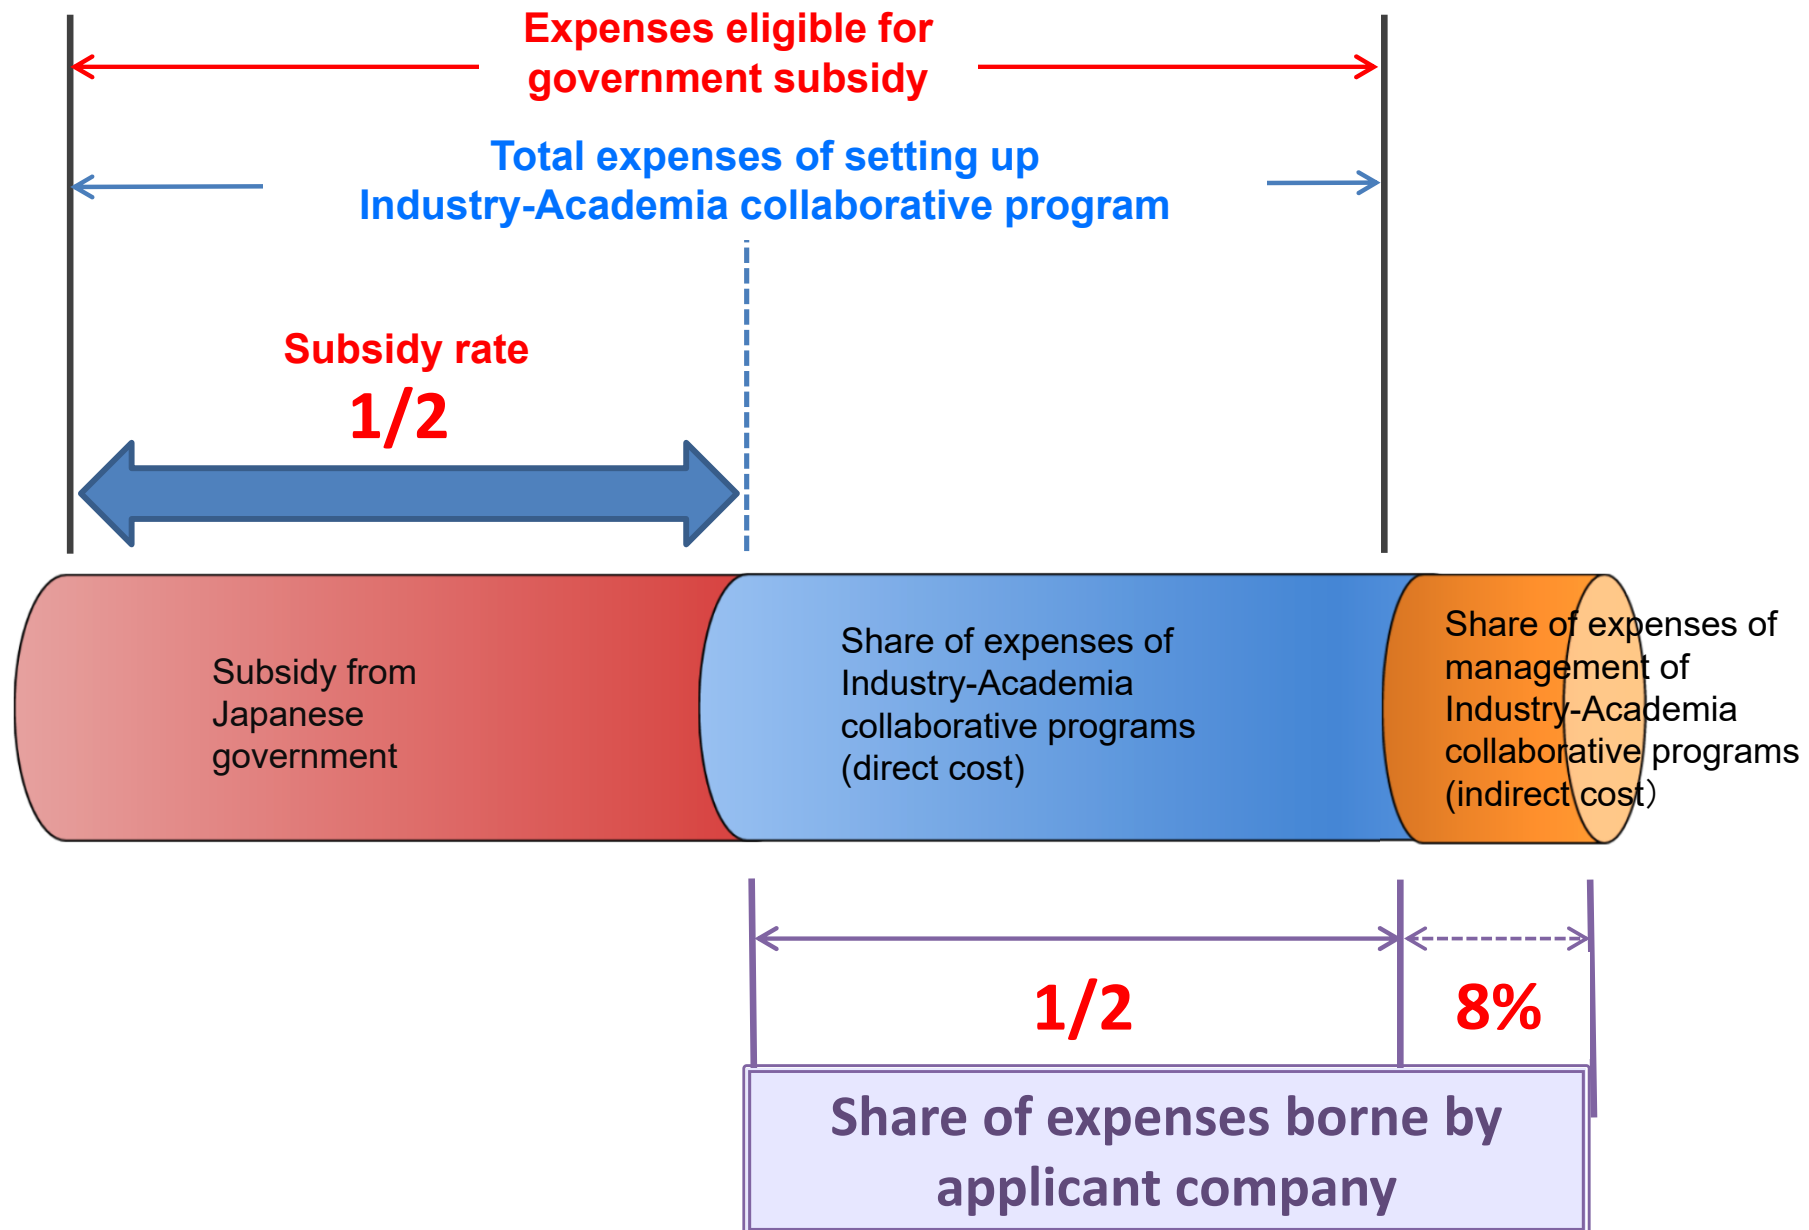 Expenses eligible for
government subsidy
Total expenses of setting up
Industry-Academia collaborative program
Subsidy rate
1/2
Subsidy from
Japanese
government
Share of expenses of
Industry-Academia
collaborative programs
(direct cost)
Share of expenses of
management of
Industry-Academia
collaborative programs
(indirect cost）
1/2
8%
Share of expenses borne by
applicant company